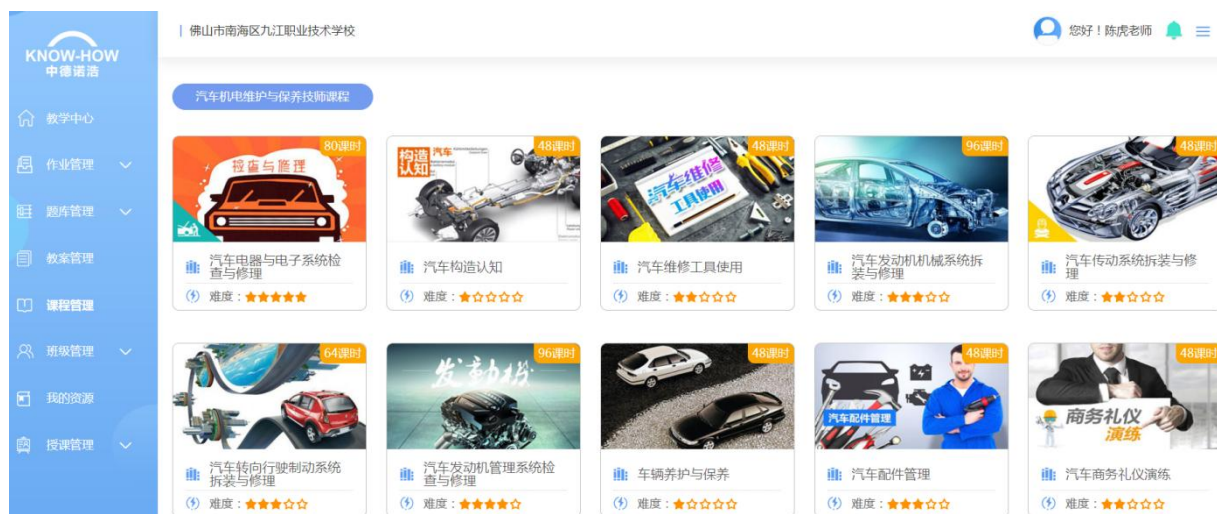 KNOW-HOW
中德诺浩
佛山市南海区九江职业技术学校
您好！陈虎老师
教学中心
作业管理
题库管理
教案管理
课程管理
班级管理
我的资源
授课管理
汽车机电维护与保养技师课程
80课时
检查与修理
汽车电器与电子系统检
查与修理
难度：★★★★★
48课时
构造
认知
汽车
汽车构造认知
难度：★☆☆☆☆
48课时
汽车维修
工具使用
汽车维修工具使用
难度：★★☆☆☆
96课时
汽车发动机机械系统拆
装与修理
难度：★★★☆☆
48课时
汽车传动系统拆装与修
理
难度：★★☆☆☆
64课时
汽车转向行驶制动系统
拆装与修理
难度：★★★☆☆
96课时
发动机
汽车发动机管理系统检
查与修理
难度：★★★★☆
48课时
车辆养护与保养
难度：★☆☆☆☆
48课时
汽车配件管理
汽车配件管理
难度：★★☆☆☆
48课时
商务礼仪
演练
汽车商务礼仪演练
难度：★★☆☆☆